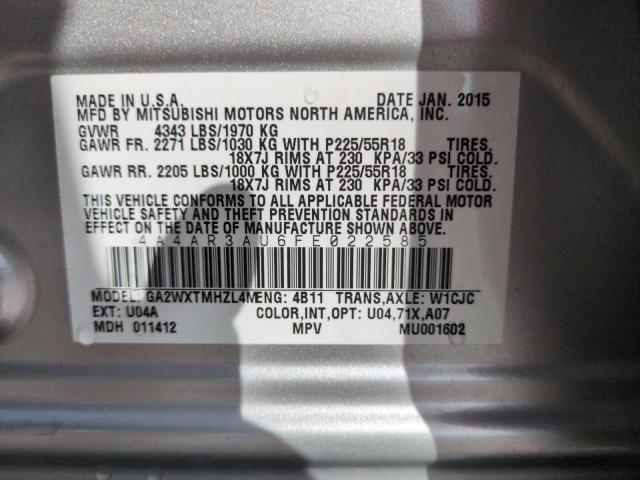 MADE IN U.S.A. DATE JAN. 2015
MFD BY MITSUBISHI MOTORS NORTH AMERICA, INC.
GVWR 4343 LBS/1970 KG
GAWR FR. 2271 LBS/1030 KG WITH P225/55R18 TIRES.
18X7J RIMS AT 230 KPA/33 PSI COLD.
GAWR RR. 2205 LBS/1000 KG WITH P225/55R18 TIRES.
18X7J RIMS AT 230 KPA/33 PSI COLD.
THIS VEHICLE CONFORMS TO ALL APPLICABLE FEDERAL MOTOR
VEHICLE SAFETY AND THEFT PREVENTION STANDARDS IN
EFFECT ON THE DATE OF MANUFACTURE SHOWN ABOVE.
4A4AR3AU6FE022585
MODEL: GA2WXTMHZL4M ENG: 4B11 TRANS,AXLE: W1CJC
EXT: U04A COLOR,INT,OPT: U04,71X,A07
MDH 011412 MPV MU001602